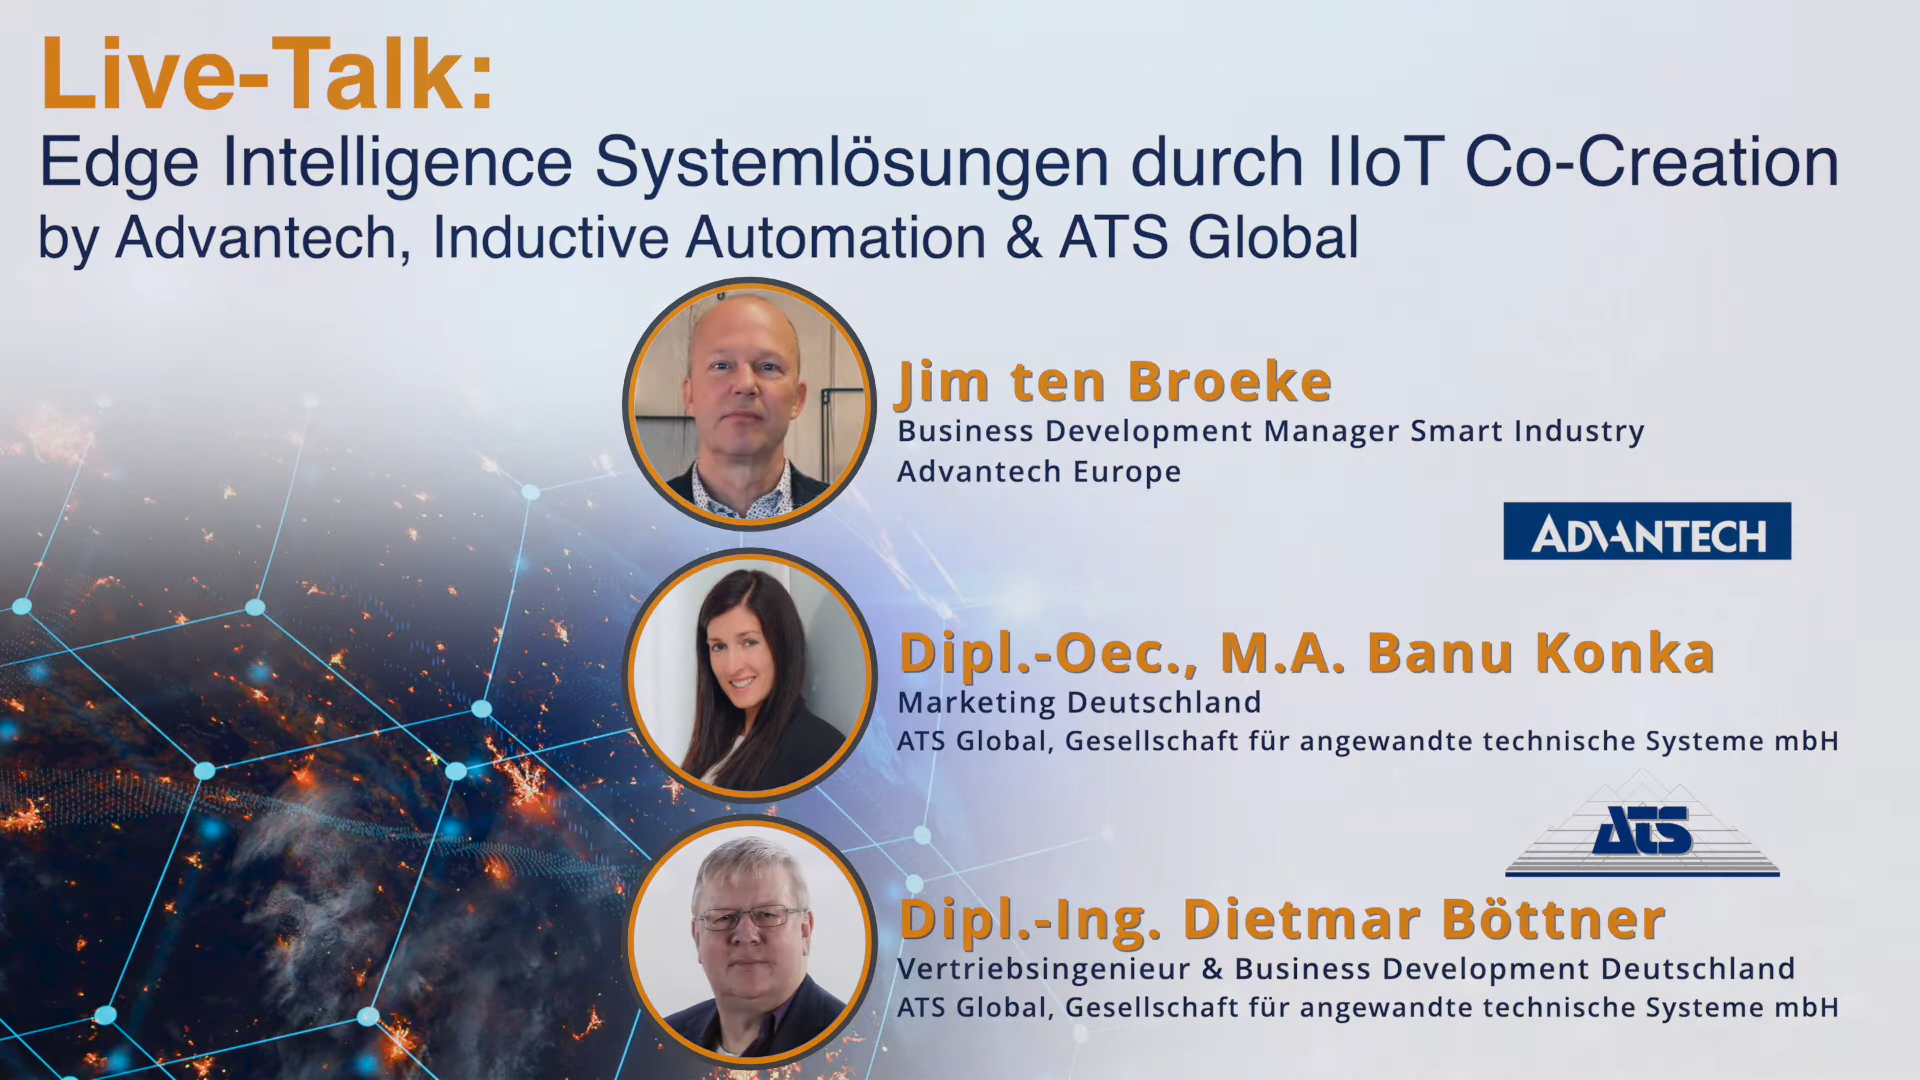 Live-Talk:
Edge Intelligence Systemlösungen durch IIoT Co-Creation
by Advantech, Inductive Automation & ATS Global
Jim ten Broeke
Business Development Manager Smart Industry
Advantech Europe
ADVANTECH
Dipl.-Oec., M.A. Banu Konka
Marketing Deutschland
ATS Global, Gesellschaft für angewandte technische Systeme mbH
ATS
Dipl.-Ing. Dietmar Böttner
Vertriebsingenieur & Business Development Deutschland
ATS Global, Gesellschaft für angewandte technische Systeme mbH